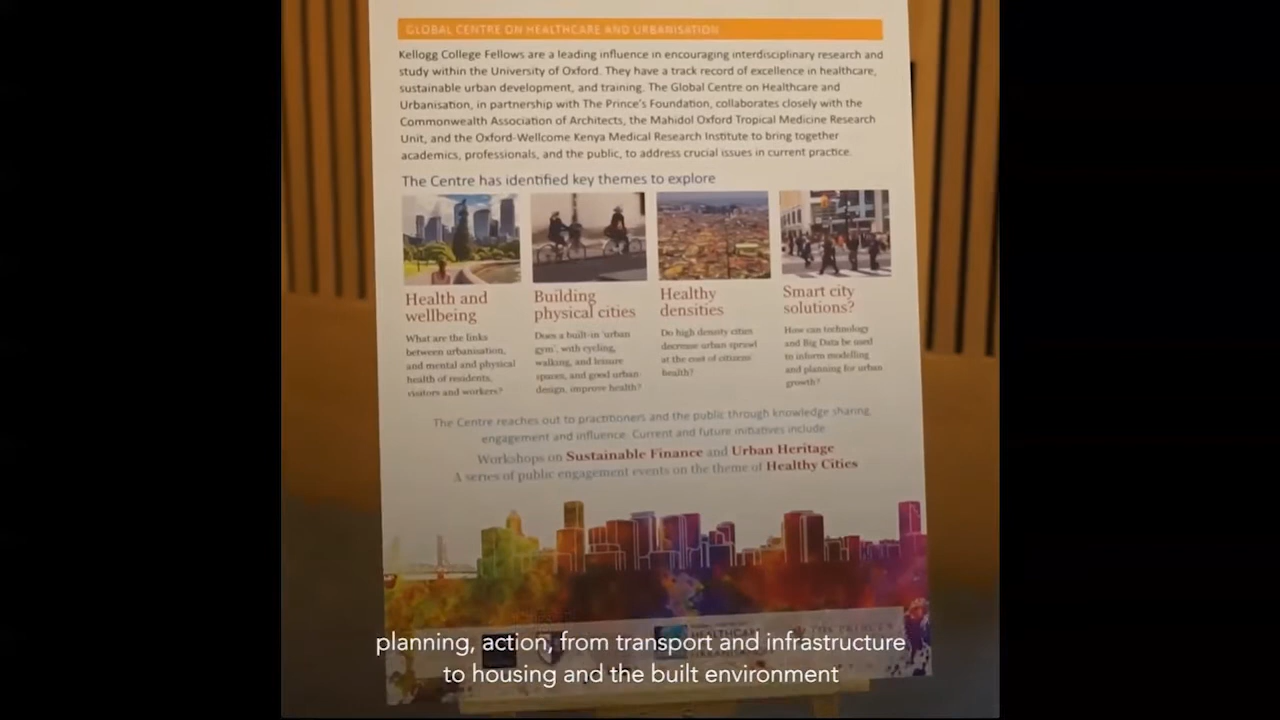 GLOBAL CENTRE ON HEALTHCARE AND URBANISATION
Kellogg College Fellows are a leading influence in encouraging interdisciplinary research and
study within the University of Oxford. They have a track record of excellence in healthcare,
sustainable urban development, and training. The Global Centre on Healthcare and
Urbanisation, in partnership with The Prince's Foundation, collaborates closely with the
Commonwealth Association of Architects, the Mahidol Oxford Tropical Medicine Research
Unit, and the Oxford-Wellcome Kenya Medical Research Institute to bring together
academics, professionals, and the public, to address crucial issues in current practice.
The Centre has identified key themes to explore
Health and
wellbeing
What are the links
between urbanisation,
and mental and physical
health of residents,
visitors and workers?
Building
physical cities
Does a built-in 'urban
gym', with cycling,
walking, and leisure
spaces, and good urban
design, improve health?
Healthy
densities
Do high density cities
decrease urban sprawl
at the cost of citizens'
health?
Smart city
solutions?
How can technology
and Big Data be used
to inform modelling
and planning for urban
growth?
The Centre reaches out to practitioners and the public through knowledge sharing,
engagement and influence. Current and future initiatives include:
Workshops on Sustainable Finance and Urban Heritage
A series of public engagement events on the theme of Healthy Cities
HEALTHCARE
planning, action, from transport and infrastructure
to housing and the built environment